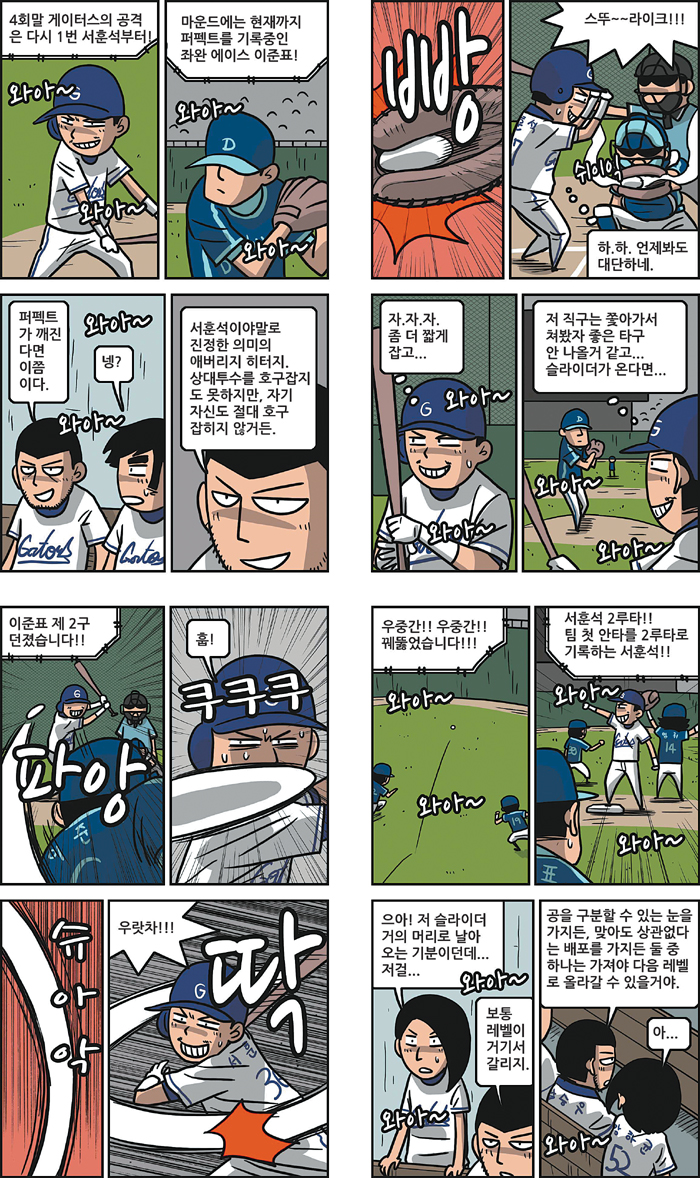 4회말 게이터스의 공격
은 다시 1번 서훈석부터!
와아~
G
Gators
와아~
마운드에는 현재까지
퍼펙트를 기록중인
좌완 에이스 이준표!
와아~
D
와아~
퍼펙트
가 깨진
다면
이쯤
이다.
와아~
넹?
와아~
Gators
Gators
서훈석이야말로
진정한 의미의
애버리지 히터지.
상대투수를 호구잡지
도 못하지만, 자기
자신도 절대 호구
잡히지 않거든.
빠방
스뚜~~라이크!!!
쉬이익
하.하. 언제봐도
대단하네.
자.자.자.
좀 더 짧게
잡고...
와아~
G
와아~
저 직구는 쫓아가서
쳐봤자 좋은 타구
안 나올거 같고...
슬라이더가 온다면...
G
와아~
와아~
이준표 제 2구
던졌습니다!!
G
파앙
이준
훕!
쿠쿠쿠
슈
아
악
우랏차!!!
딱
G
우중간!! 우중간!!
꿰뚫었습니다!!!
와아~
와아~
19
서훈석 2루타!!
팀 첫 안타를 2루타로
기록하는 서훈석!!
와아~
33
Gators
14
와아~
표
으아! 저 슬라이더
거의 머리로 날아
오는 기분이던데...
저걸...
와아~
보통
레벨이
거기서
갈리지.
와아~
공을 구분할 수 있는 눈을
가지든, 맞아도 상관없다
는 배포를 가지든 둘 중
하나는 가져야 다음 레벨
로 올라갈 수 있을거야.
아...
와아~
52